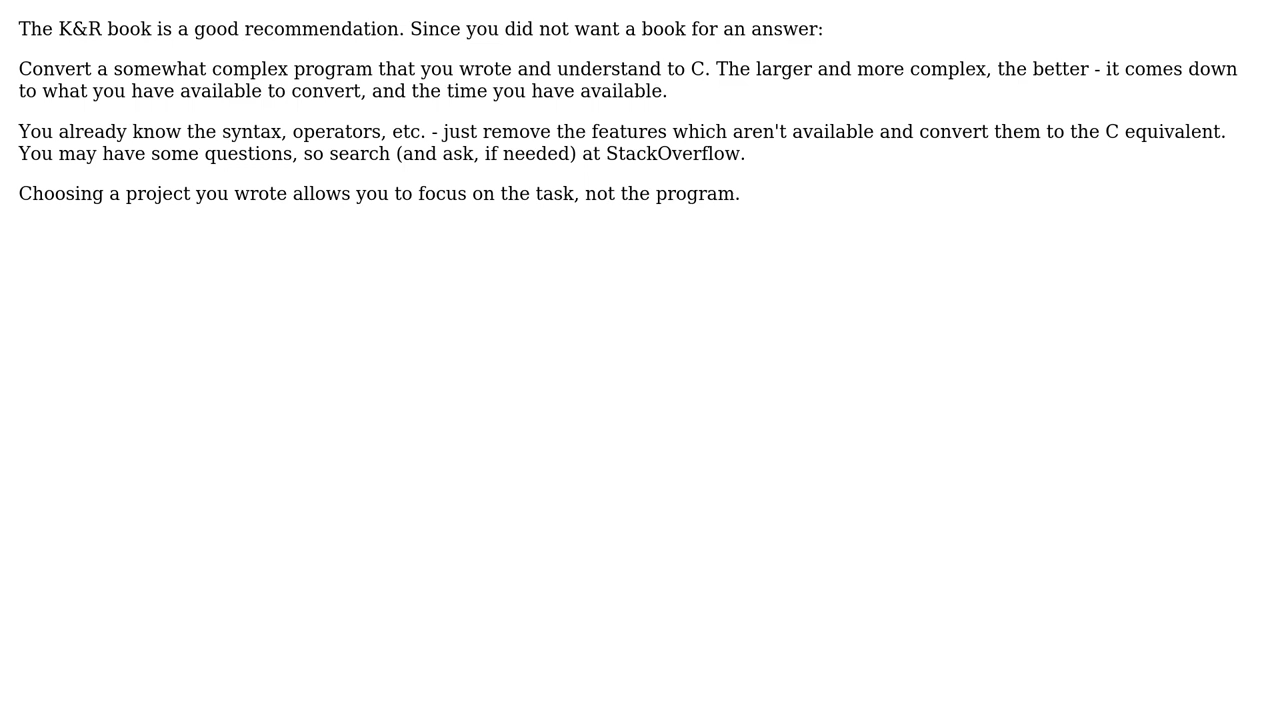 The K&R book is a good recommendation. Since you did not want a book for an answer:
Convert a somewhat complex program that you wrote and understand to C. The larger and more complex, the better - it comes down
to what you have available to convert, and the time you have available.
You already know the syntax, operators, etc. - just remove the features which aren't available and convert them to the C equivalent.
You may have some questions, so search (and ask, if needed) at StackOverflow.
Choosing a project you wrote allows you to focus on the task, not the program.